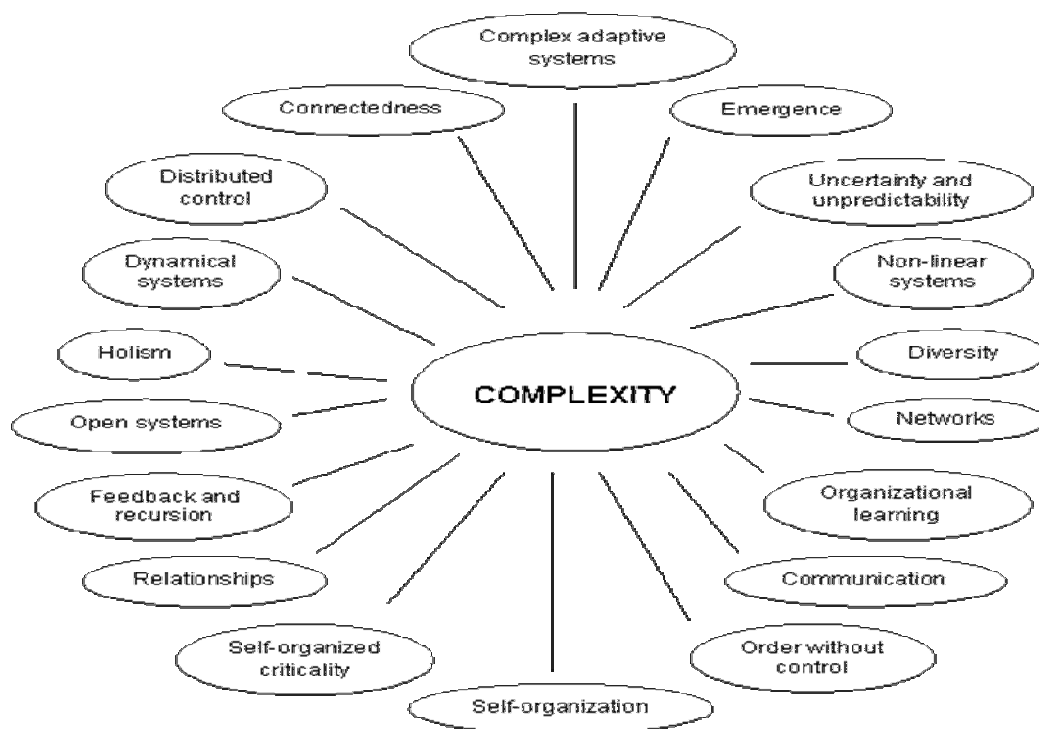 Complex adaptive
systems
Connectedness
Emergence
Distributed
control
Uncertainty and
unpredictability
Dynamical
systems
Non-linear
systems
Holism
Diversity
COMPLEXITY
Open systems
Networks
Feedback and
recursion
Organizational
learning
Relationships
Communication
Self-organized
criticality
Order without
control
Self-organization